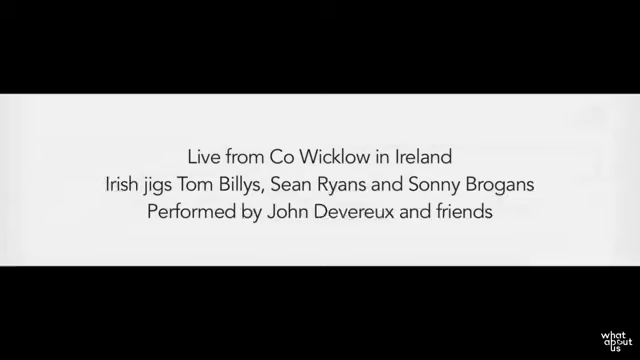 Live from Co Wicklow in Ireland
Irish jigs Tom Billys, Sean Ryans and Sonny Brogans
Performed by John Devereux and friends
what
about
us